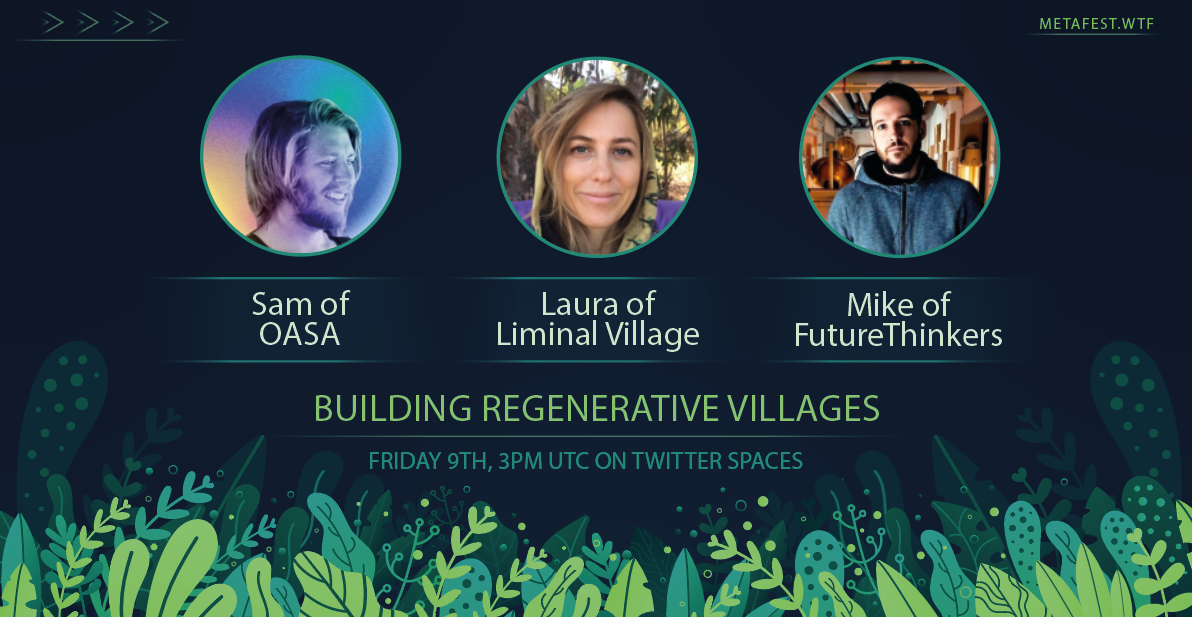 METAFEST.WTF
Sam of
OASA
Laura of
Liminal Village
Mike of
FutureThinkers
BUILDING REGENERATIVE VILLAGES
FRIDAY 9TH, 3PM UTC ON TWITTER SPACES